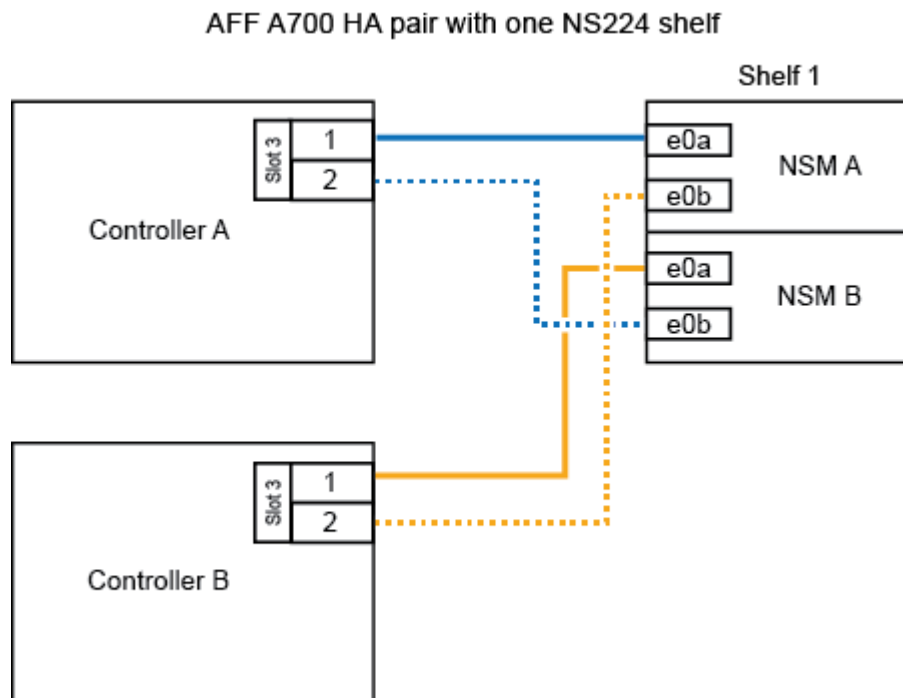 AFF A700 HA pair with one NS224 shelf
Shelf 1
Controller A
Slot 3
1
2
e0a
e0b
NSM A
e0a
e0b
NSM B
Controller B
Slot 3
1
2